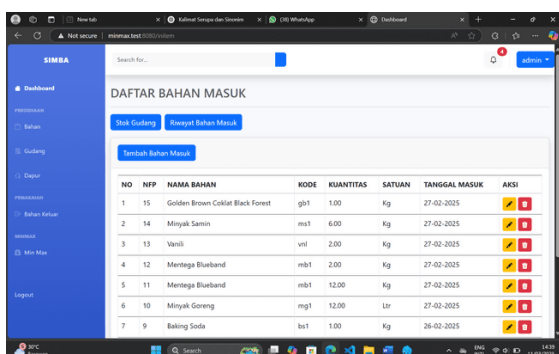 New tab
Kalimat Serupa dan Sinonim
(36) WhatsApp
Dashboard
Not secure
minmax.test:8080/initem
SIMBA
Search for...
admin
Dashboard
DAFTAR BAHAN MASUK
PERSEDIAAN
Bahan
Stok Gudang
Riwayat Bahan Masuk
Gudang
Tambah Bahan Masuk
Dapur
Bahan Keluar
Min Max
Logout
NO NFP NAMA BAHAN KODE KUANTITAS SATUAN TANGGAL MASUK AKSI
1 15 Golden Brown Coklat Black Forest gb1 1.00 Kg 27-02-2025
2 14 Minyak Samin ms1 6.00 Kg 27-02-2025
3 13 Vanili vnl 2.00 Kg 27-02-2025
4 12 Mentega Blueband mb1 2.00 Kg 27-02-2025
5 11 Mentega Blueband mb1 12.00 Kg 27-02-2025
6 10 Minyak Goreng mg1 12.00 Ltr 27-02-2025
7 9 Baking Soda bs1 1.00 Kg 26-02-2025
30°C
Search
ENG
14:35